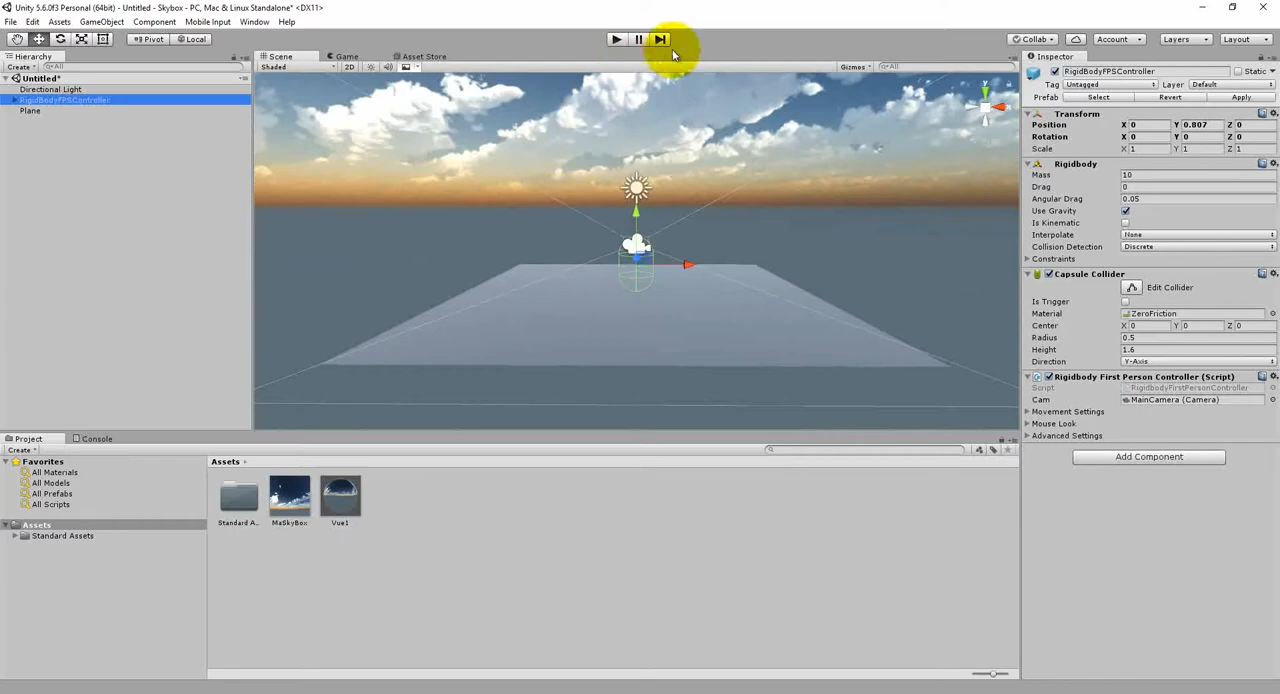 Unity 5.6.0f3 Personal (64bit) - Untitled - Skybox - PC, Mac & Linux Standalone* <DX11>
File Edit Assets GameObject Component Mobile Input Window Help
Pivot Local Collab Account Layers Layout
Hierarchy Scene Game Asset Store Inspector
Create All Shaded 2D Gizmos All RigidBodyFPSController Static
Untitled*
Tag Untagged Layer Default
Directional Light
RigidBodyFPSController Prefab Select Revert Apply
Plane
Transform
Position X 0 Y 0.807 Z 0
Rotation X 0 Y 0 Z 0
Scale X 1 Y 1 Z 1
Rigidbody
Mass 10
Drag 0
Angular Drag 0.05
Use Gravity
Is Kinematic
Interpolate None
Collision Detection Discrete
Constraints
Capsule Collider
Edit Collider
Is Trigger
Material ZeroFriction
Center X 0 Y 0 Z 0
Radius 0.5
Height 1.6
Direction Y-Axis
Rigidbody First Person Controller (Script)
Script RigidbodyFirstPersonController
Cam MainCamera (Camera)
Movement Settings
Mouse Look
Advanced Settings
Add Component
Project Console
Create
Favorites
All Materials
All Models
All Prefabs
All Scripts
Assets
Standard Assets
Assets
Standard A.. MaSkyBox Vue1